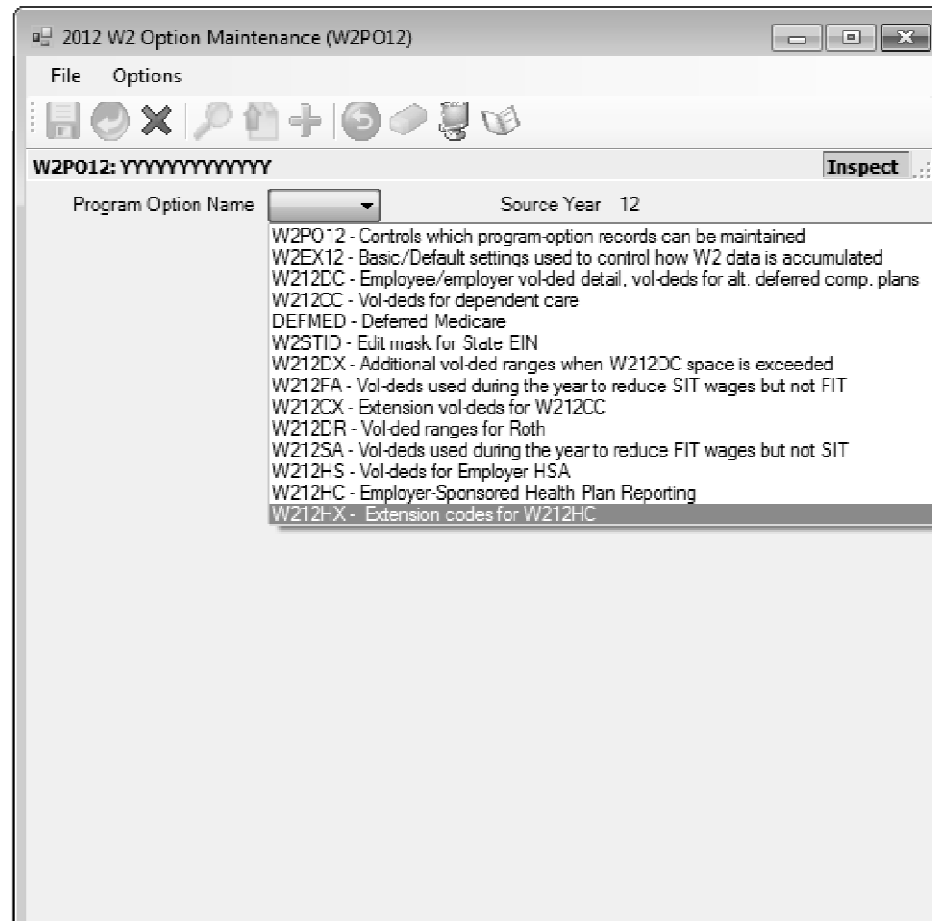 2012 W2 Option Maintenance (W2PO12)
File Options
W2PO12: YYYYYYYYYYYYY Inspect
Program Option Name Source Year 12
W2PO12 - Controls which program-option records can be maintained
W2EX12 - Basic/Default settings used to control how W2 data is accumulated
W212DC - Employee/employer vol-ded detail, vol-deds for alt. deferred comp. plans
W212CC - Vol-deds for dependent care
DEFMED - Deferred Medicare
W2STID - Edit mask for State EIN
W212DX - Additional vol-ded ranges when W212DC space is exceeded
W212FA - Vol-deds used during the year to reduce SIT wages but not FIT
W212CX - Extension vol-deds for W212CC
W212DR - Vol-ded ranges for Roth
W212SA - Vol-deds used during the year to reduce FIT wages but not SIT
W212HS - Vol-deds for Employer HSA
W212HC - Employer-Sponsored Health Plan Reporting
W212HX - Extension codes for W212HC